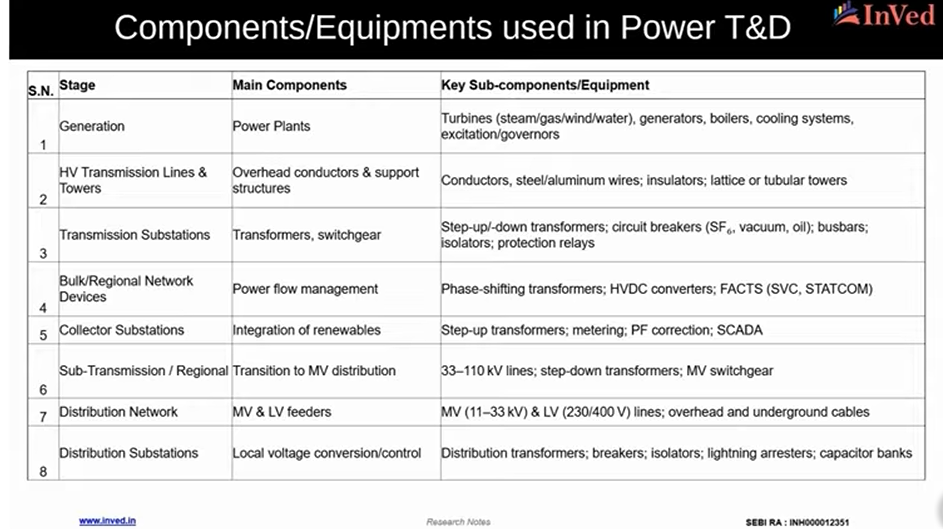 Components/Equipments used in Power T&D
InVed
S.N. Stage Main Components Key Sub-components/Equipment
1 Generation Power Plants Turbines (steam/gas/wind/water), generators, boilers, cooling systems,
excitation/governors
2 HV Transmission Lines &
Towers
Overhead conductors & support
structures
Conductors, steel/aluminum wires; insulators; lattice or tubular towers
3 Transmission Substations Transformers, switchgear Step-up/-down transformers; circuit breakers (SF₆, vacuum, oil); busbars;
isolators; protection relays
4 Bulk/Regional Network
Devices
Power flow management Phase-shifting transformers; HVDC converters; FACTS (SVC, STATCOM)
5 Collector Substations Integration of renewables Step-up transformers; metering; PF correction; SCADA
6 Sub-Transmission / Regional Transition to MV distribution 33–110 kV lines; step-down transformers; MV switchgear
7 Distribution Network MV & LV feeders MV (11–33 kV) & LV (230/400 V) lines; overhead and underground cables
8 Distribution Substations Local voltage conversion/control Distribution transformers; breakers; isolators; lightning arresters; capacitor banks
www.inved.in Research Notes SEBI RA : INH000012351